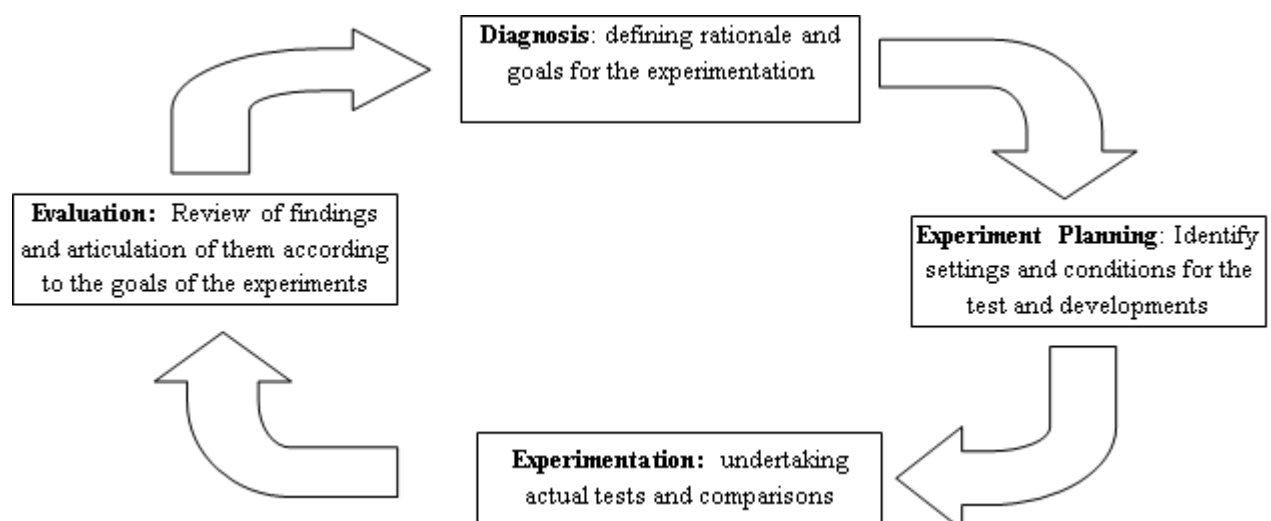 Diagnosis: defining rationale and
goals for the experimentation
Evaluation: Review of findings
and articulation of them according
to the goals of the experiments
Experiment Planning: Identify
settings and conditions for the
test and developments
Experimentation: undertaking
actual tests and comparisons